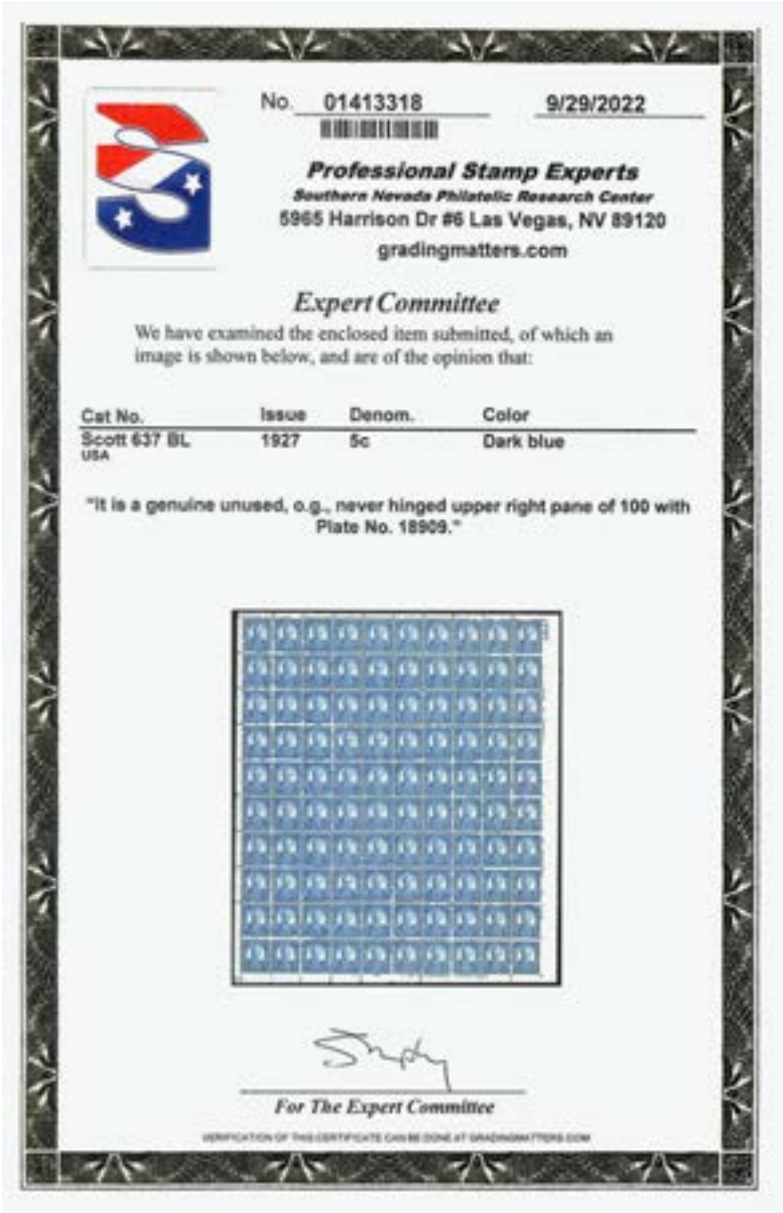 No. 01413318 9/29/2022
Professional Stamp Experts
Southern Nevada Philatelic Research Center
5965 Harrison Dr #6 Las Vegas, NV 89120
gradingmatters.com
Expert Committee
We have examined the enclosed item submitted, of which an
image is shown below, and are of the opinion that:
Cat No. Issue Denom. Color
Scott 637 BL 1927 5c Dark blue
USA
"It is a genuine unused, o.g., never hinged upper right pane of 100 with
Plate No. 18909."
For The Expert Committee
VERIFICATION OF THIS CERTIFICATE CAN BE DONE AT GRADINGMATTERS.COM